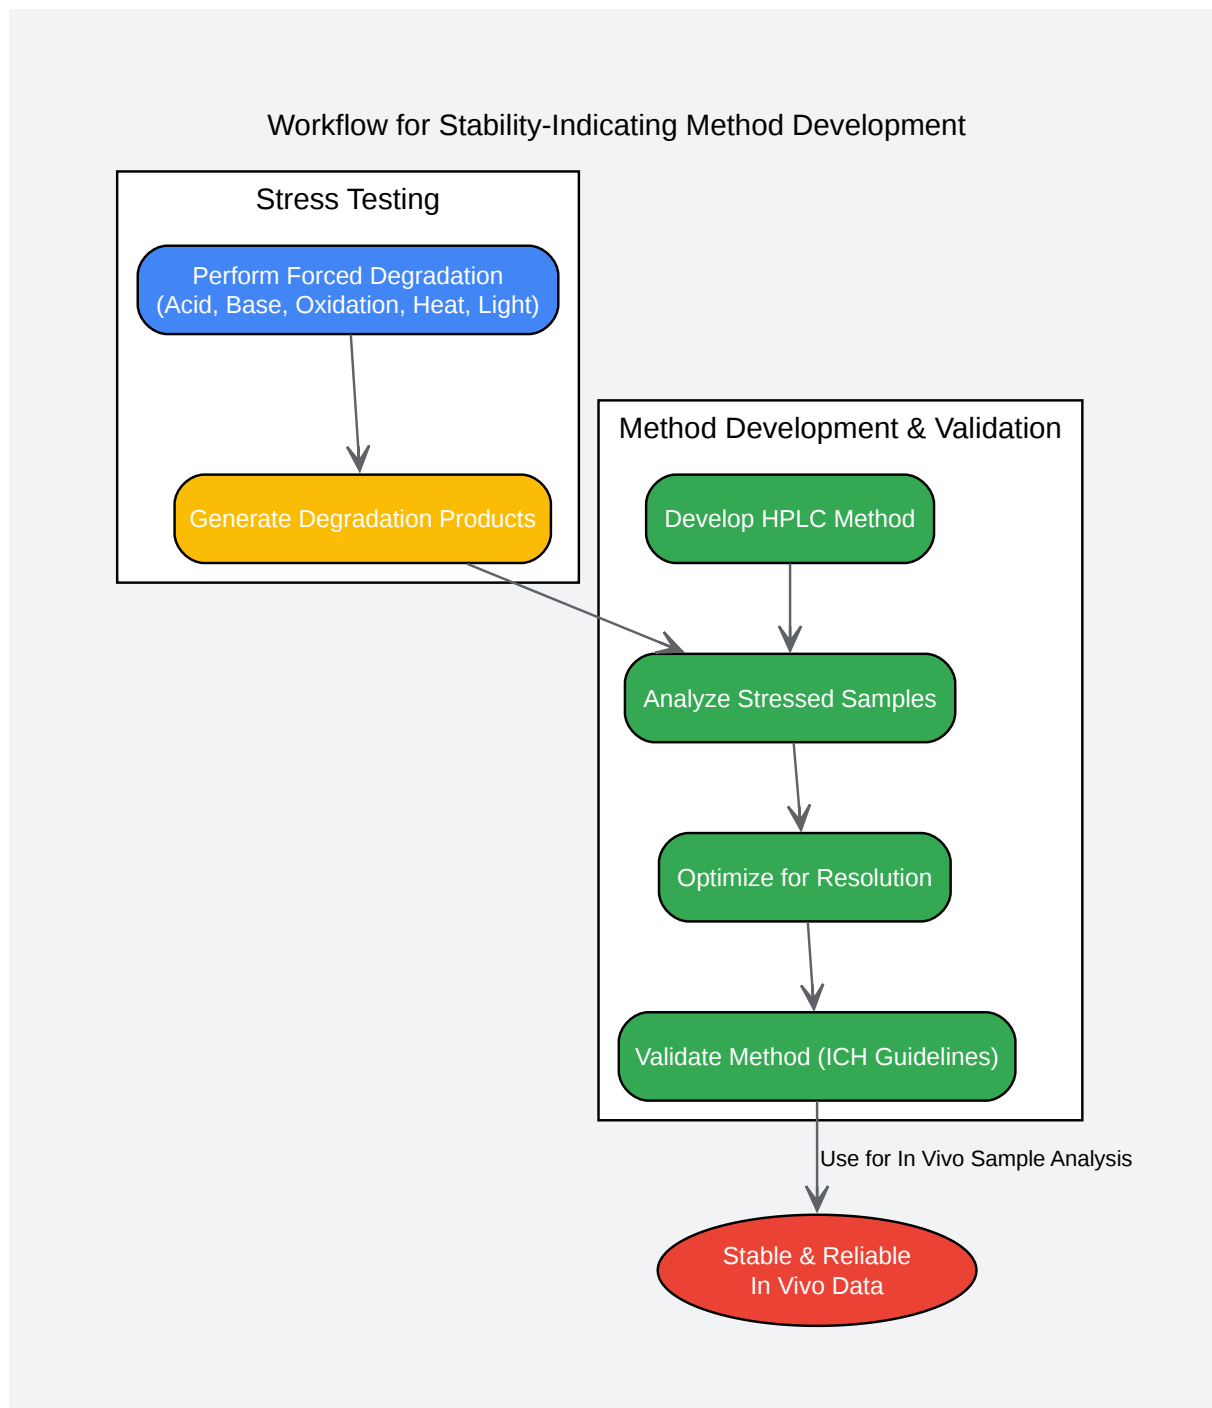 Workflow for Stability-Indicating Method Development
Stress Testing
Perform Forced Degradation
(Acid, Base, Oxidation, Heat, Light)
Generate Degradation Products
Method Development & Validation
Develop HPLC Method
Analyze Stressed Samples
Optimize for Resolution
Validate Method (ICH Guidelines)
Use for In Vivo Sample Analysis
Stable & Reliable
In Vivo Data